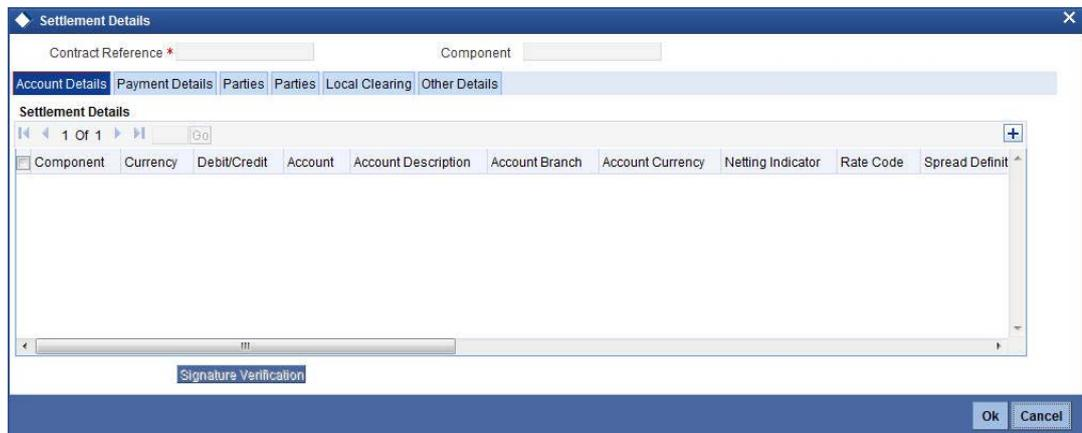 Settlement Details
Contract Reference * Component
Account Details Payment Details Parties Parties Local Clearing Other Details
Settlement Details
1 Of 1 Go
Component Currency Debit/Credit Account Account Description Account Branch Account Currency Netting Indicator Rate Code Spread Definit
Signature Verification
Ok Cancel